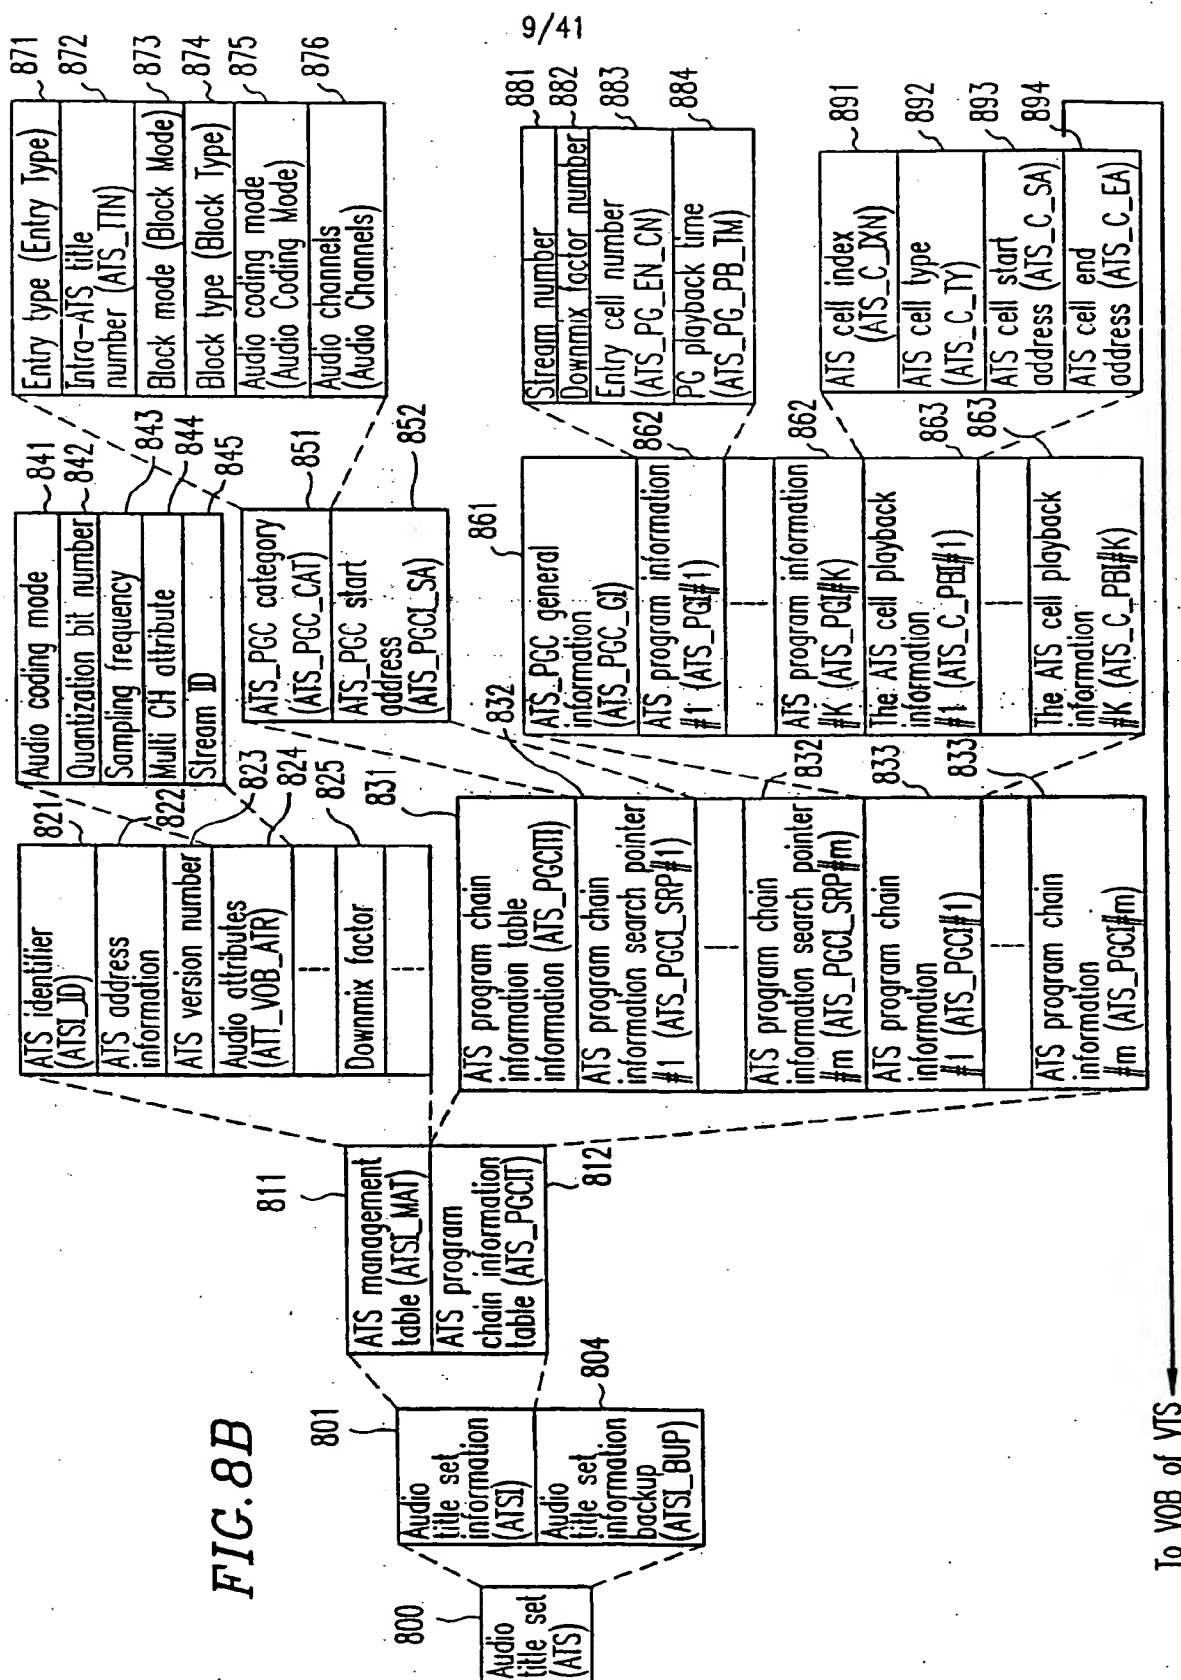 9/41
FIG.8B
800
Audio
title set
(ATS)
801
Audio
title set
information
(ATSI)
Audio
title set
information
backup
(ATSI_BUP)
804
811
ATS management
table (ATSI_MAT)
ATS program
chain information
table (ATS_PGCIT)
812
ATS identifier
(ATSI_ID)
821
ATS address
information
822
ATS version number
823
Audio attributes
(ATT_VOB_ATR)
824
Downmix factor
825
831
ATS program chain
information table
information (ATS_PGCITI)
832
ATS program chain
information search pointer
#1 (ATS_PGCI_SRP#1)
ATS program chain
information search pointer
#m (ATS_PGCI_SRP#m)
832
ATS program chain
information
#1 (ATS_PGCI#1)
833
ATS program chain
information
#m (ATS_PGCI#m)
833
Audio coding mode
841
Quantization bit number
842
Sampling frequency
843
Multi CH attribute
844
Stream ID
845
ATS_PGC category
(ATS_PGC_CAT)
851
ATS_PGC start
address
(ATS_PGCI_SA)
852
861
ATS_PGC general
information
(ATS_PGC_GI)
ATS program information
#1 (ATS_PGI#1)
862
ATS program information
#K (ATS_PGI#K)
862
The ATS cell playback
information
#1 (ATS_C_PBI#1)
863
The ATS cell playback
information
#K (ATS_C_PBI#K)
863
Entry type (Entry Type)
871
Intra-ATS title
number (ATS_TTN)
872
Block mode (Block Mode)
873
Block type (Block Type)
874
Audio coding mode
(Audio Coding Mode)
875
Audio channels
(Audio Channels)
876
Stream number
881
Downmix factor number
882
Entry cell number
(ATS_PG_EN_CN)
883
PG playback time
(ATS_PG_PB_TM)
884
ATS cell index
(ATS_C_IXN)
891
ATS cell type
(ATS_C_TY)
892
ATS cell start
address (ATS_C_SA)
893
ATS cell end
address (ATS_C_EA)
894
To VOB of VTS